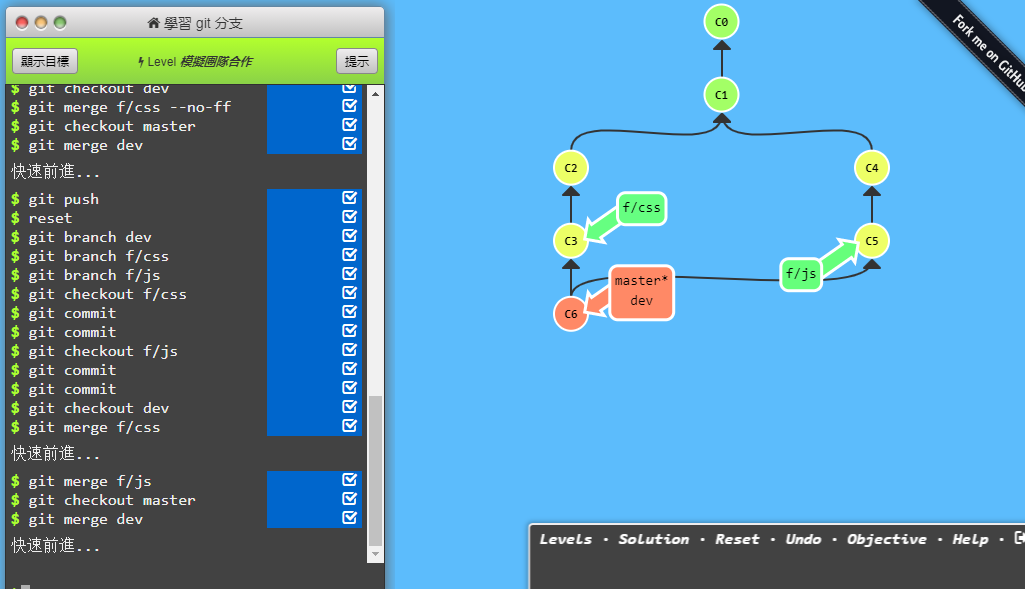 學習 git 分支
顯示目標
Level 模擬團隊合作
提示
$ git checkout dev
$ git merge f/css --no-ff
$ git checkout master
$ git merge dev
快速前進...
$ git push
$ reset
$ git branch dev
$ git branch f/css
$ git branch f/js
$ git checkout f/css
$ git commit
$ git commit
$ git checkout f/js
$ git commit
$ git commit
$ git checkout dev
$ git merge f/css
快速前進...
$ git merge f/js
$ git checkout master
$ git merge dev
快速前進...
C0
C1
C2
C4
f/css
C3
C5
f/js
master*
dev
C6
Fork me on GitHub
Levels · Solution · Reset · Undo · Objective · Help ·